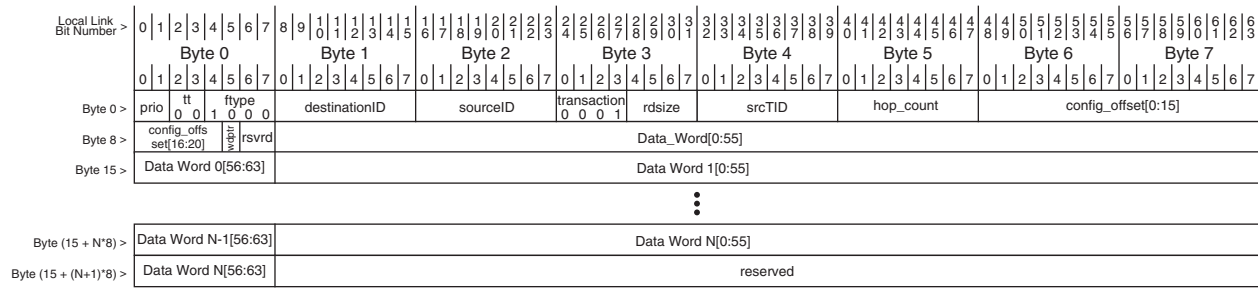 Local Link
Bit Number > 0 1 2 3 4 5 6 7 8 9 10 11 12 13 14 15 16 17 18 19 20 21 22 23 24 25 26 27 28 29 30 31 32 33 34 35 36 37 38 39 40 41 42 43 44 45 46 47 48 49 50 51 52 53 54 55 56 57 58 59 60 61 62 63
Byte 0 Byte 1 Byte 2 Byte 3 Byte 4 Byte 5 Byte 6 Byte 7
0 1 2 3 4 5 6 7 0 1 2 3 4 5 6 7 0 1 2 3 4 5 6 7 0 1 2 3 4 5 6 7 0 1 2 3 4 5 6 7 0 1 2 3 4 5 6 7 0 1 2 3 4 5 6 7 0 1 2 3 4 5 6 7
Byte 0 > prio tt ftype destinationID sourceID transaction rdsize srcTID hop_count config_offset[0:15]
0 0 1 0 0 0 0 0 0 1
Byte 8 > config_offs wdptr rsvrd Data_Word[0:55]
set[16:20]
Byte 15 > Data Word 0[56:63] Data Word 1[0:55]
Byte (15 + N*8) > Data Word N-1[56:63] Data Word N[0:55]
Byte (15 + (N+1)*8) > Data Word N[56:63] reserved